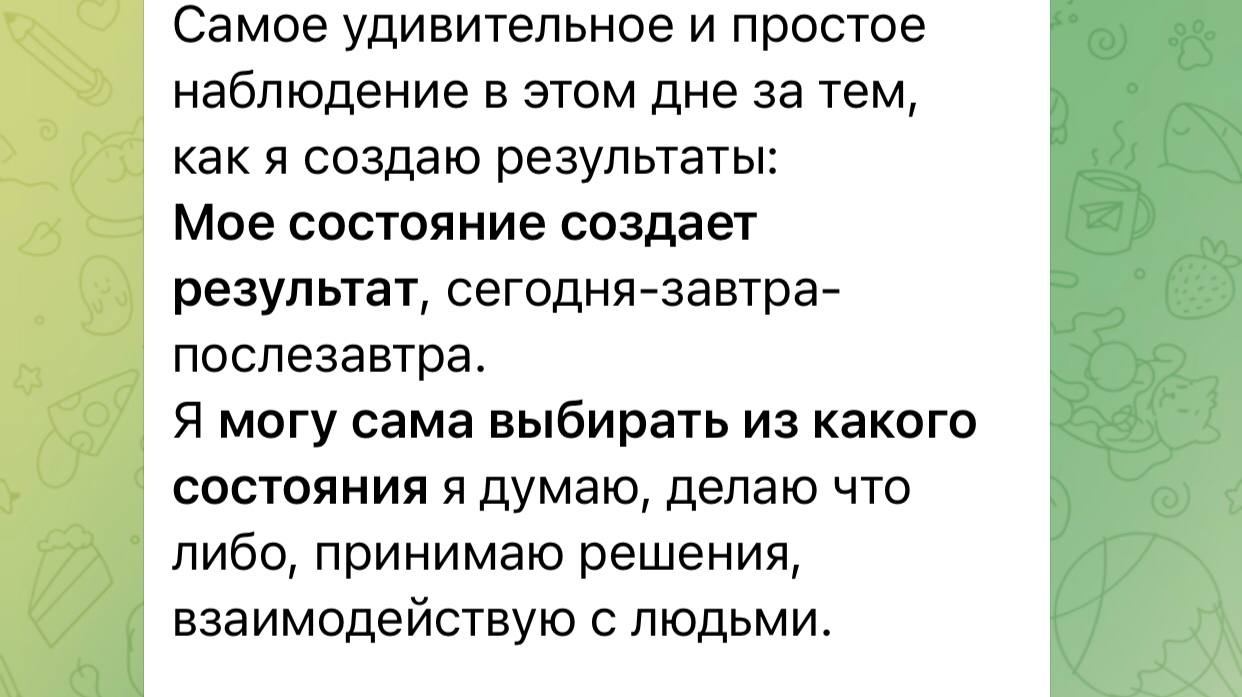 Самое удивительное и простое
наблюдение в этом дне за тем,
как я создаю результаты:
Мое состояние создает
результат, сегодня-завтра-
послезавтра.
Я могу сама выбирать из какого
состояния я думаю, делаю что
либо, принимаю решения,
взаимодействую с людьми.